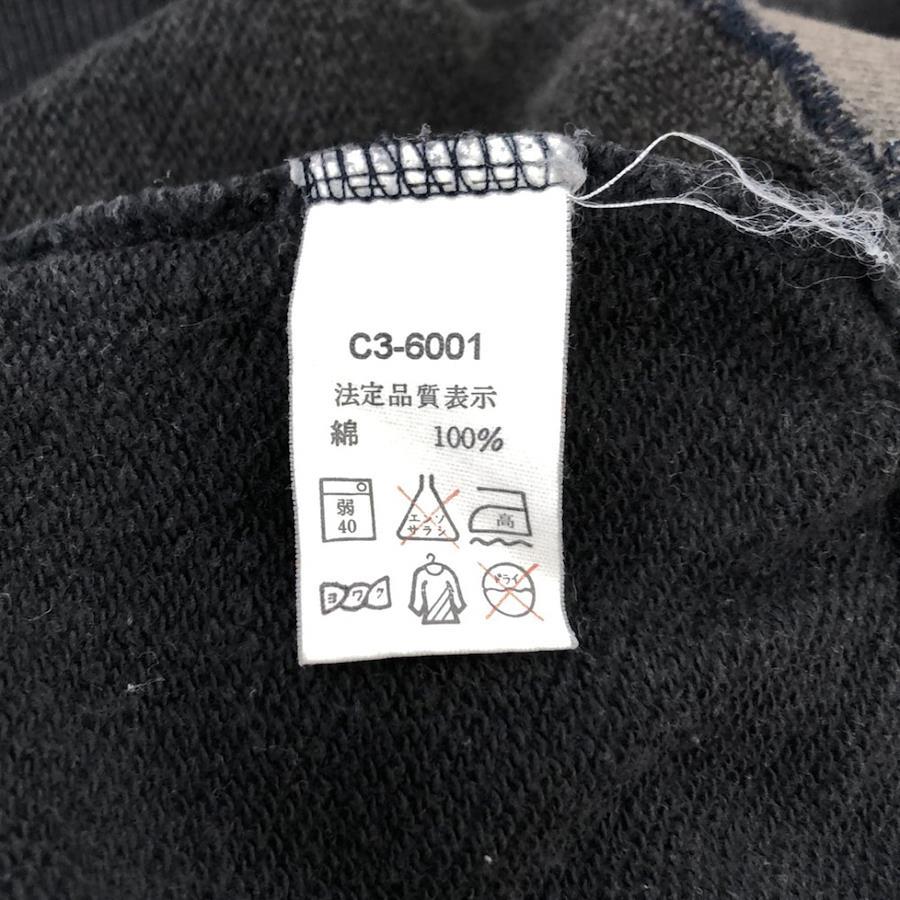 C3-6001
法定品質表示
綿 100%
弱
40
エンソ
サラシ
高
ヨワク
ドライ